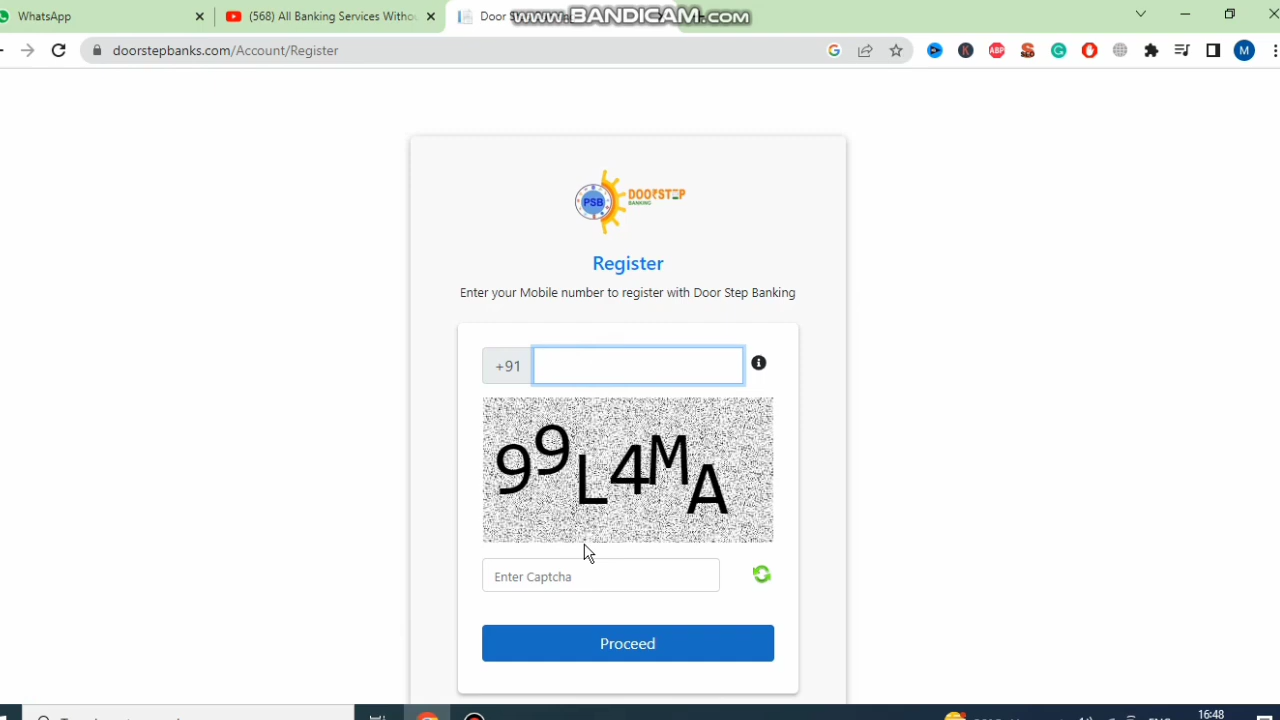 WhatsApp
(568) All Banking Services Witho
Door S
www.BANDICAM.com
doorstepbanks.com/Account/Register
M
PSB
DOORSTEP
BANKING
Register
Enter your Mobile number to register with Door Step Banking
+91
99L4MA
Enter Captcha
Proceed
16:48